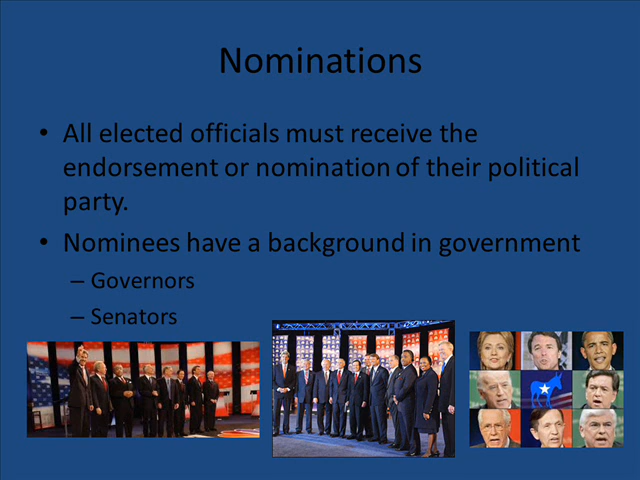 Nominations
• All elected officials must receive the
endorsement or nomination of their political
party.
• Nominees have a background in government
– Governors
– Senators